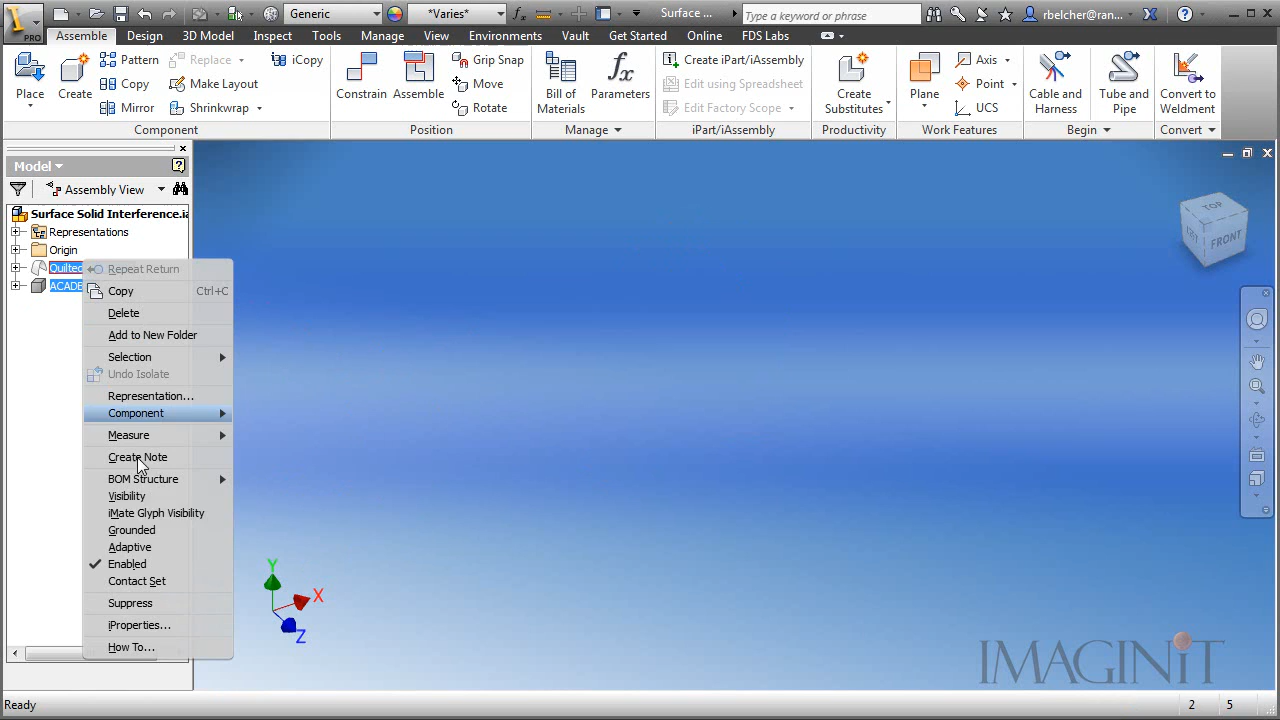 PRO
Generic
*Varies*
Surface ...
Type a keyword or phrase
rbelcher@ran...
Assemble
Design
3D Model
Inspect
Tools
Manage
View
Environments
Vault
Get Started
Online
FDS Labs
Place
Create
Pattern
Copy
Mirror
Replace
Make Layout
Shrinkwrap
iCopy
Component
Constrain
Assemble
Grip Snap
Move
Rotate
Position
Bill of
Materials
fx
Parameters
Manage
Create iPart/iAssembly
Edit using Spreadsheet
Edit Factory Scope
iPart/iAssembly
Create
Substitutes
Productivity
Plane
Axis
Point
UCS
Work Features
Cable and
Harness
Tube and
Pipe
Begin
Convert to
Weldment
Convert
Model
Assembly View
Surface Solid Interference.ia
Representations
Origin
Quilted
ACADE
Repeat Return
Copy Ctrl+C
Delete
Add to New Folder
Selection
Undo Isolate
Representation...
Component
Measure
Create Note
BOM Structure
Visibility
iMate Glyph Visibility
Grounded
Adaptive
Enabled
Contact Set
Suppress
iProperties...
How To...
TOP
FRONT
Y
X
Z
IMAGINiT
Ready
2 5